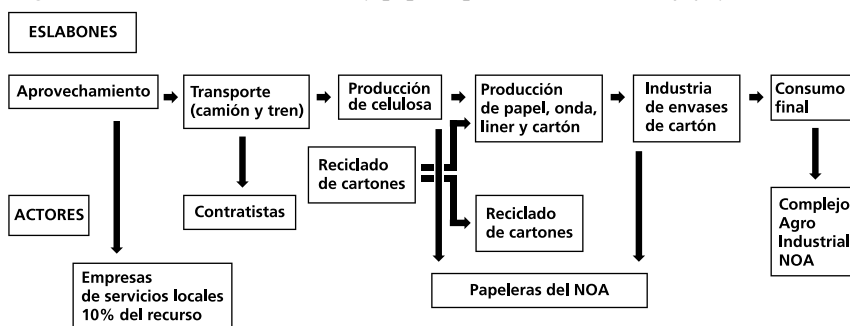 ESLABONES
Aprovechamiento
Transporte
(camión y tren)
Producción
de celulosa
Producción
de papel, onda,
liner y cartón
Industria
de envases
de cartón
Consumo
final
Reciclado
de cartones
ACTORES
Contratistas
Reciclado
de cartones
Complejo
Agro
Industrial
NOA
Empresas
de servicios locales
10% del recurso
Papeleras del NOA